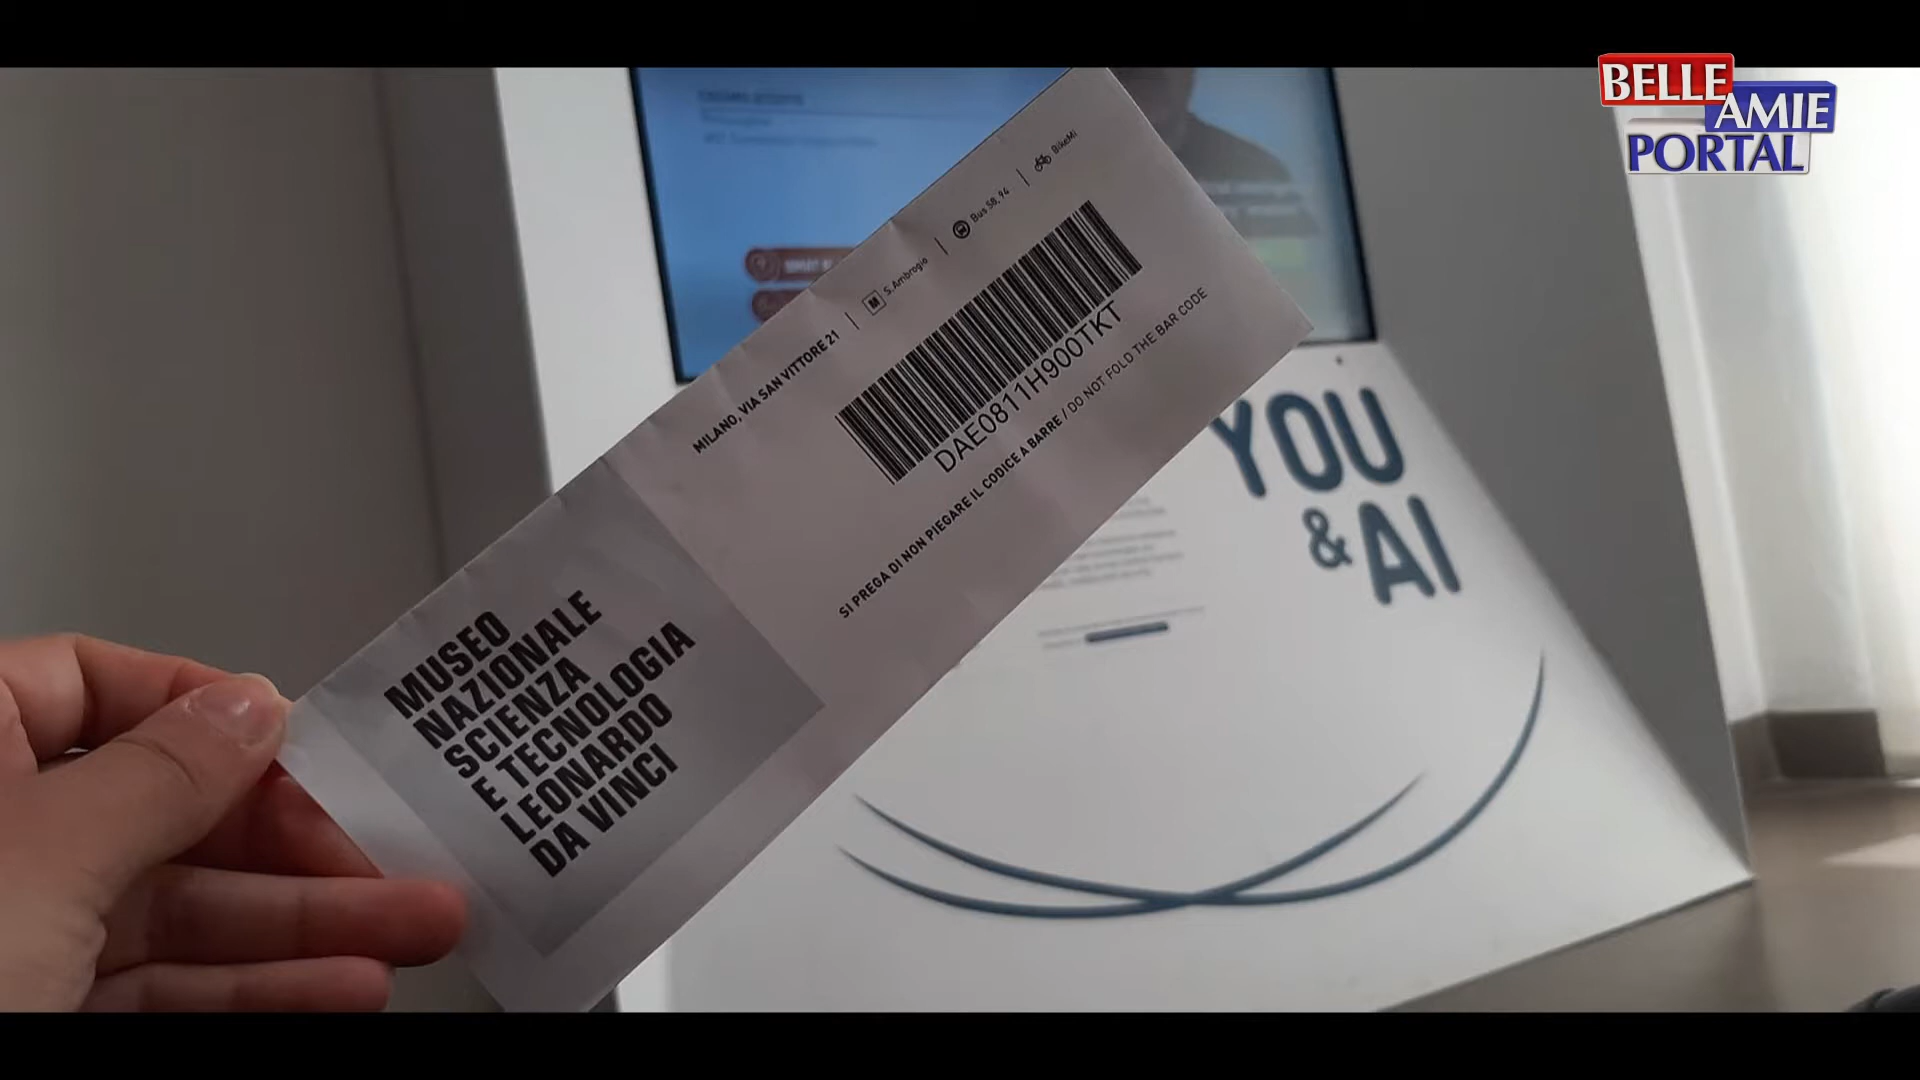 BELLE
AMIE
PORTAL
MILANO, VIA SAN VITTORE 21 | M S.Ambrogio | Bus 58, 94 | BikeMi
DAE0811H900TKT
SI PREGA DI NON PIEGARE IL CODICE A BARRE / DO NOT FOLD THE BAR CODE
MUSEO
NAZIONALE
SCIENZA
E TECNOLOGIA
LEONARDO
DA VINCI
YOU
& AI